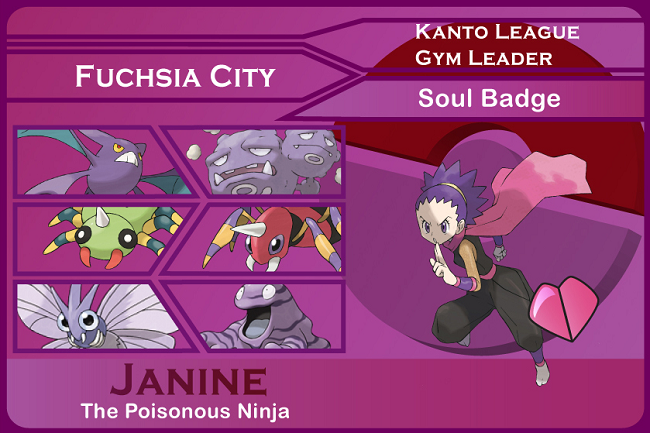 Kanto League
Gym Leader
Fuchsia City
Soul Badge
Janine
The Poisonous Ninja